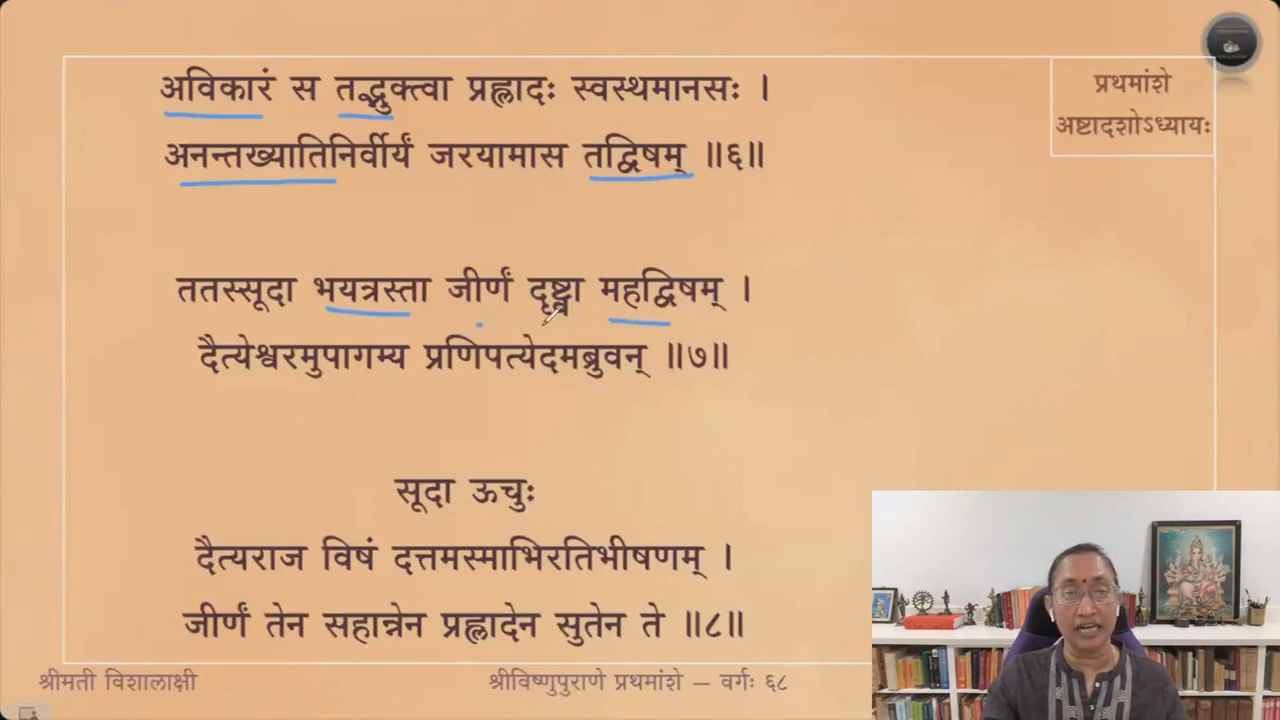 अविकारं स तद्भुक्त्वा प्रह्लादः स्वस्थमानसः ।
अनन्तख्यातिनिर्वीर्यं जरयामास तद्विषम् ॥६॥
ततस्सूदा भयत्रस्ता जीर्णं दृष्ट्वा महद्विषम् ।
दैत्येश्वरमुपागम्य प्रणिपत्येदमब्रुवन् ॥७॥
सूदा ऊचुः
दैत्यराज विषं दत्तमस्माभिरतिभीषणम् ।
जीर्णं तेन सहान्नेन प्रह्लादेन सुतेन ते ॥८॥
प्रथमांशे
अष्टादशोऽध्यायः
श्रीमती विशालाक्षी
श्रीविष्णुपुराणे प्रथमांशे – वर्गः ६८